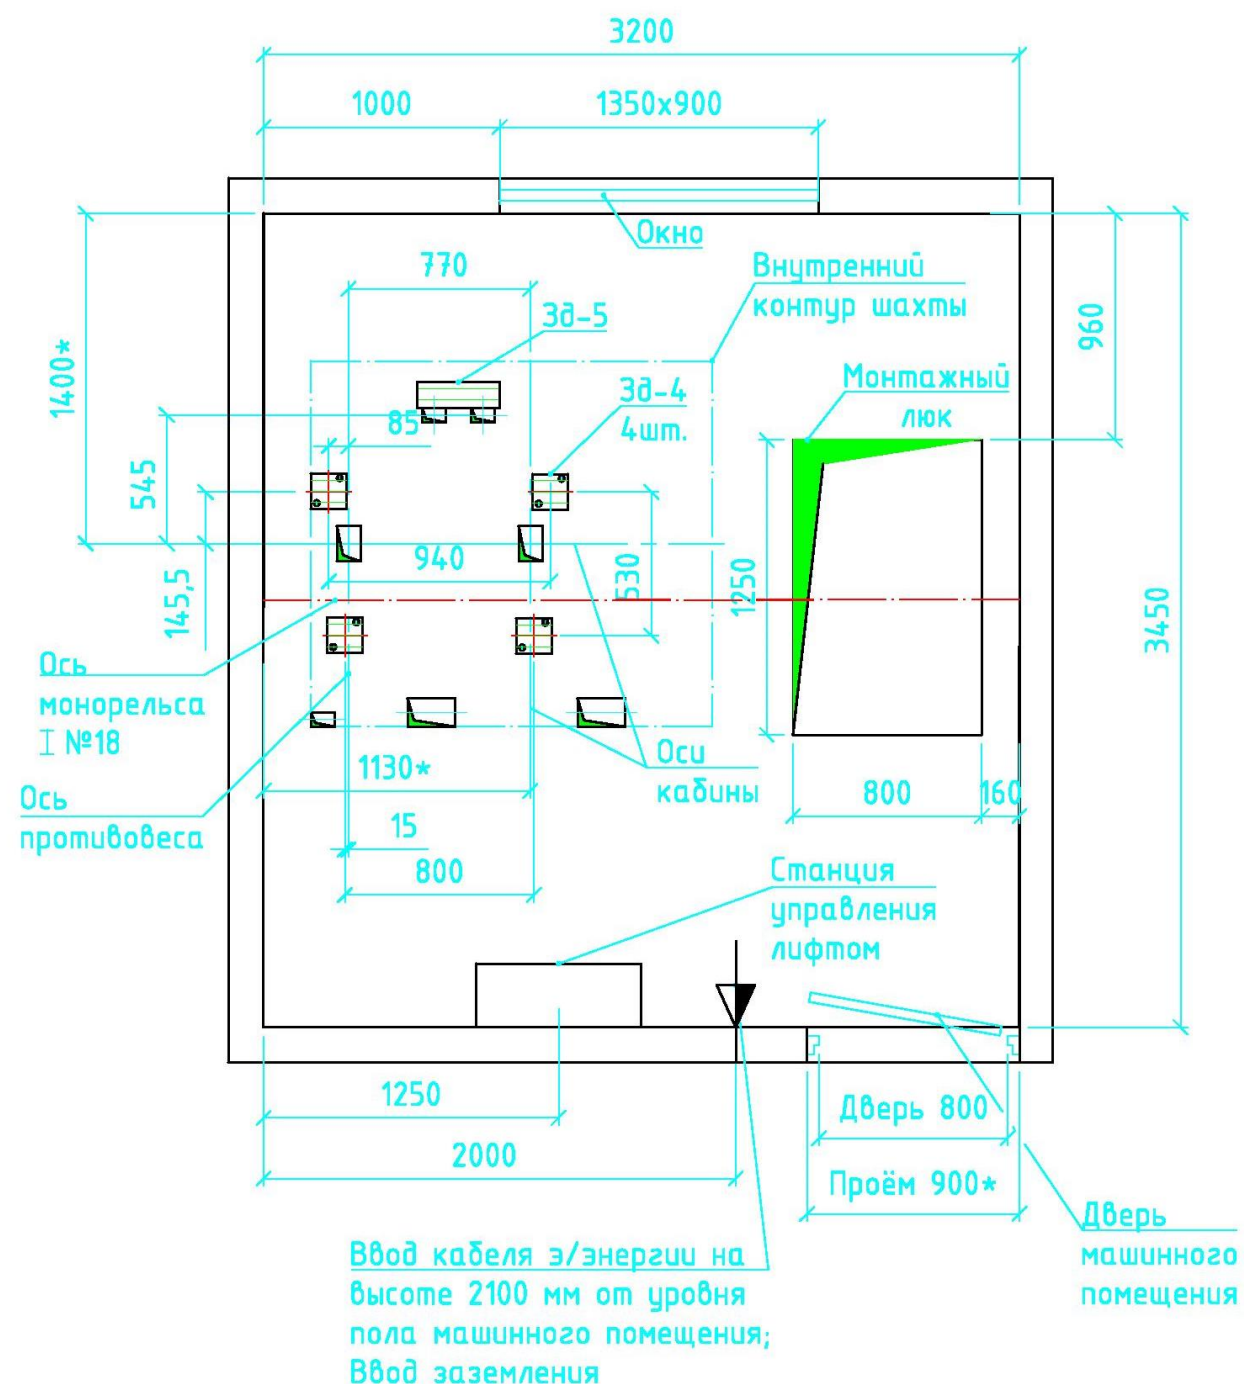 3200
1000
1350х900
Окно
770
Внутренний
контур шахты
Зд-5
960
1400*
Зд-4
4шт.
Монтажный
люк
85
545
940
530
1250
145,5
3450
Ось
монорельса
I №18
Оси
кабины
1130*
Ось
противовеса
800
160
15
800
Станция
управления
лифтом
1250
Дверь 800
2000
Проём 900*
Дверь
машинного
помещения
Ввод кабеля э/энергии на
высоте 2100 мм от уровня
пола машинного помещения;
Ввод заземления